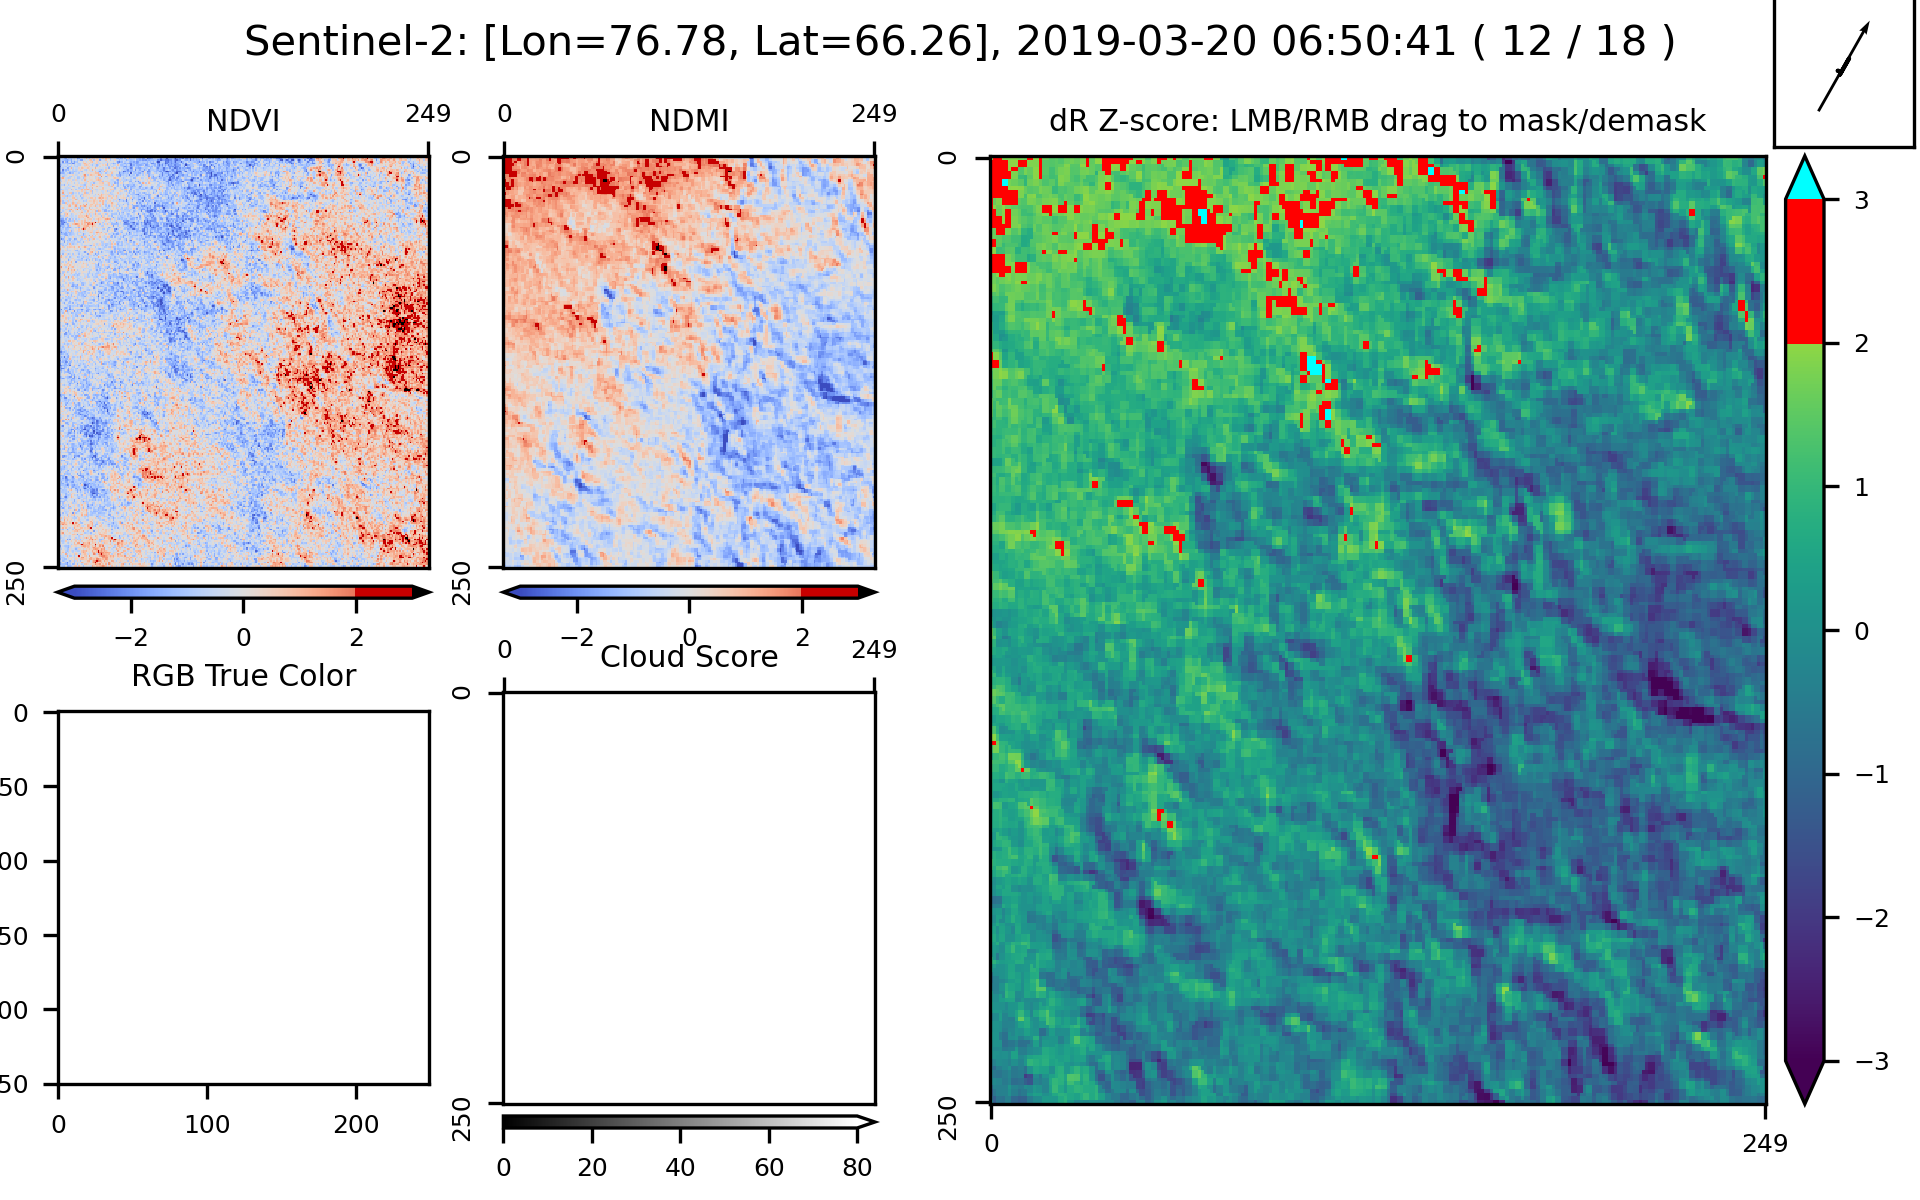 Sentinel-2: [Lon=76.78, Lat=66.26], 2019-03-20 06:50:41 ( 12 / 18 )
0 NDVI 249
0
250
−2 0 2
0 NDMI 249
0
250
−2 0 2
dR Z-score: LMB/RMB drag to mask/demask
0
250
0 249
3
2
1
0
−1
−2
−3
RGB True Color
0
50
00
50
00
50
0 100 200
0 Cloud Score 249
0
250
0 20 40 60 80